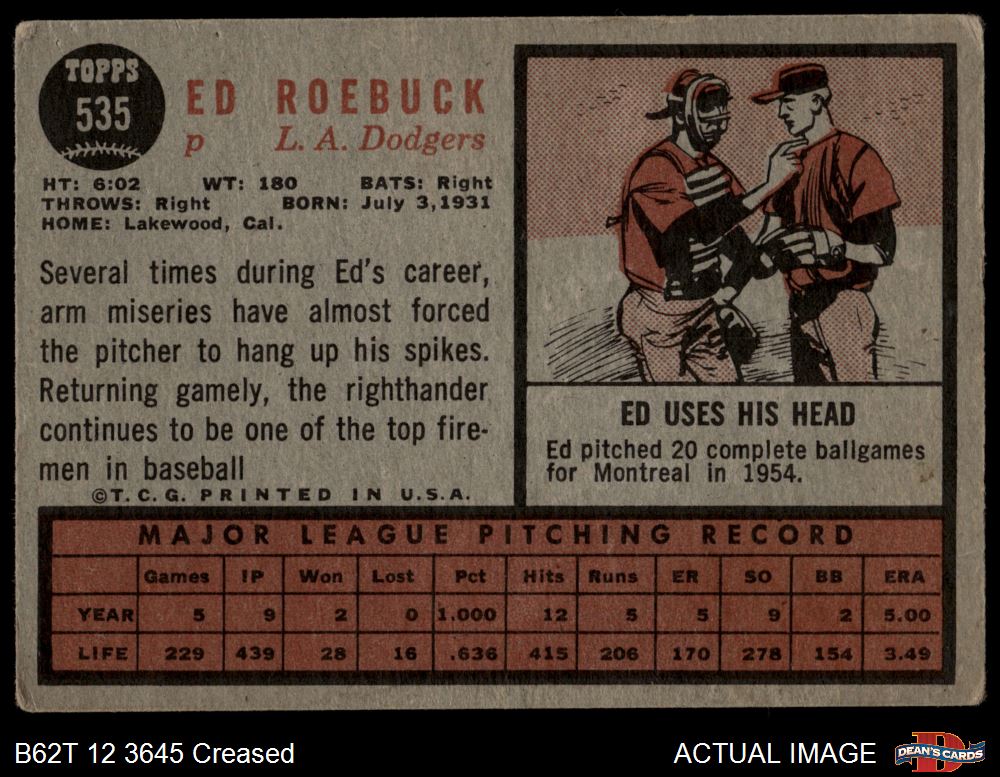 TOPPS
535
ED ROEBUCK
p L. A. Dodgers
HT: 6:02 WT: 180 BATS: Right
THROWS: Right BORN: July 3,1931
HOME: Lakewood, Cal.
Several times during Ed's career,
arm miseries have almost forced
the pitcher to hang up his spikes.
Returning gamely, the righthander
continues to be one of the top fire-
men in baseball
©T. C. G. PRINTED IN U.S.A.
ED USES HIS HEAD
Ed pitched 20 complete ballgames
for Montreal in 1954.
MAJOR LEAGUE PITCHING RECORD
Games IP Won Lost Pct Hits Runs ER SO BB ERA
YEAR 5 9 2 0 1.000 12 5 5 9 2 5.00
LIFE 229 439 28 16 .636 415 206 170 278 154 3.49
B62T 12 3645 Creased
ACTUAL IMAGE
DEAN'S CARDS